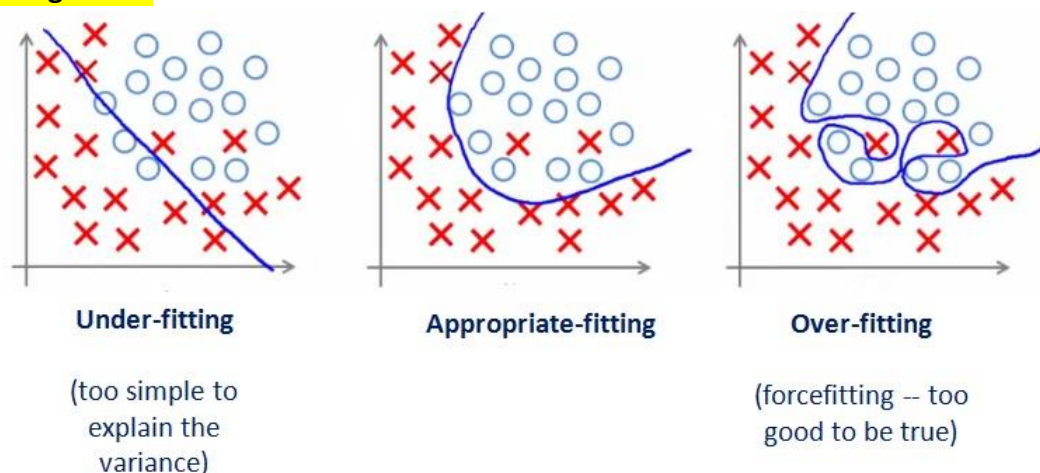 Under-fitting
Appropriate-fitting
Over-fitting
(too simple to
explain the
variance)
(forcefitting -- too
good to be true)